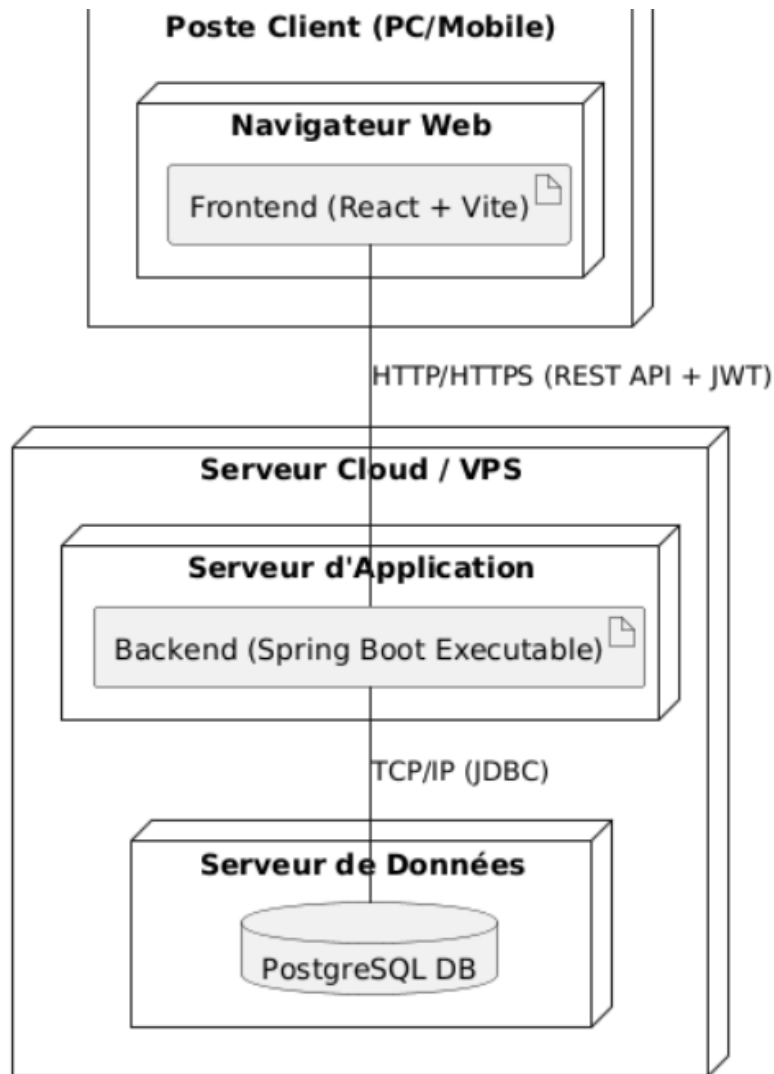 Poste Client (PC/Mobile)
Navigateur Web
Frontend (React + Vite)
HTTP/HTTPS (REST API + JWT)
Serveur Cloud / VPS
Serveur d'Application
Backend (Spring Boot Executable)
TCP/IP (JDBC)
Serveur de Données
PostgreSQL DB